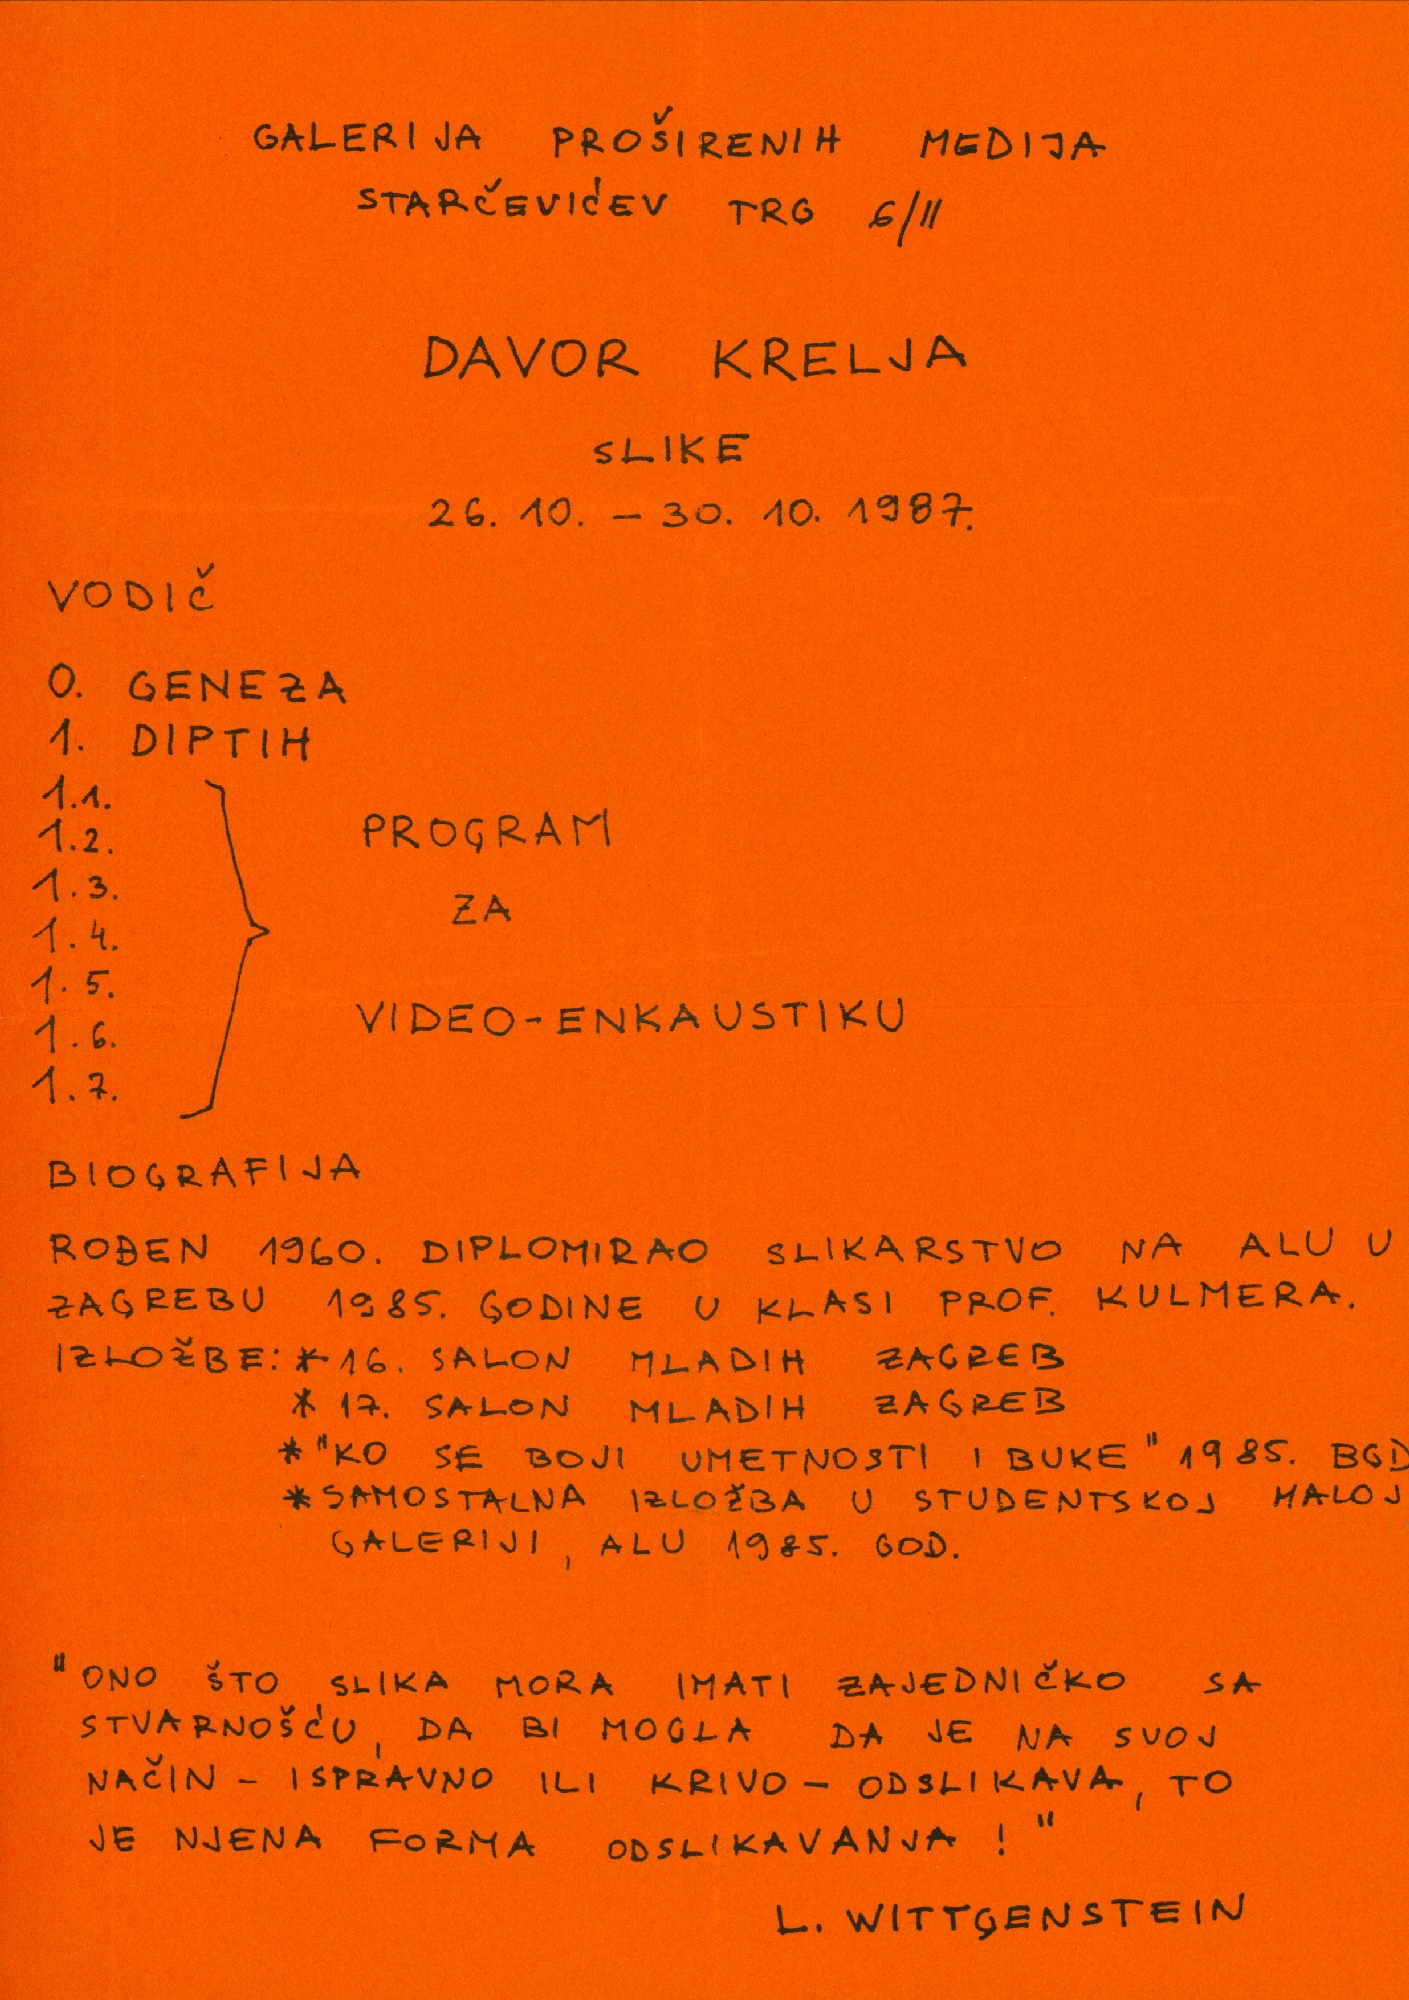 GALERIJA PROŠIRENIH MEDIJA
STARČEVIĆEV TRG 6/II
DAVOR KRELJA
SLIKE
26. 10. – 30. 10. 1987.
VODIČ
0. GENEZA
1. DIPTIH
1.1.
1.2.
1.3.
1.4.
1.5.
1.6.
1.7.
PROGRAM
ZA
VIDEO-ENKAUSTIKU
BIOGRAFIJA
ROĐEN 1960. DIPLOMIRAO SLIKARSTVO NA ALU U
ZAGREBU 1985. GODINE U KLASI PROF. KULMERA.
IZLOŽBE: * 16. SALON MLADIH ZAGREB
* 17. SALON MLADIH ZAGREB
* "KO SE BOJI UMETNOSTI I BUKE" 1985. BGD
* SAMOSTALNA IZLOŽBA U STUDENTSKOJ MALOJ
GALERIJI, ALU 1985. GOD.
"ONO ŠTO SLIKA MORA IMATI ZAJEDNIČKO SA
STVARNOŠĆU, DA BI MOGLA DA JE NA SVOJ
NAČIN – ISPRAVNO ILI KRIVO – ODSLIKAVA, TO
JE NJENA FORMA ODSLIKAVANJA!"
L. WITTGENSTEIN